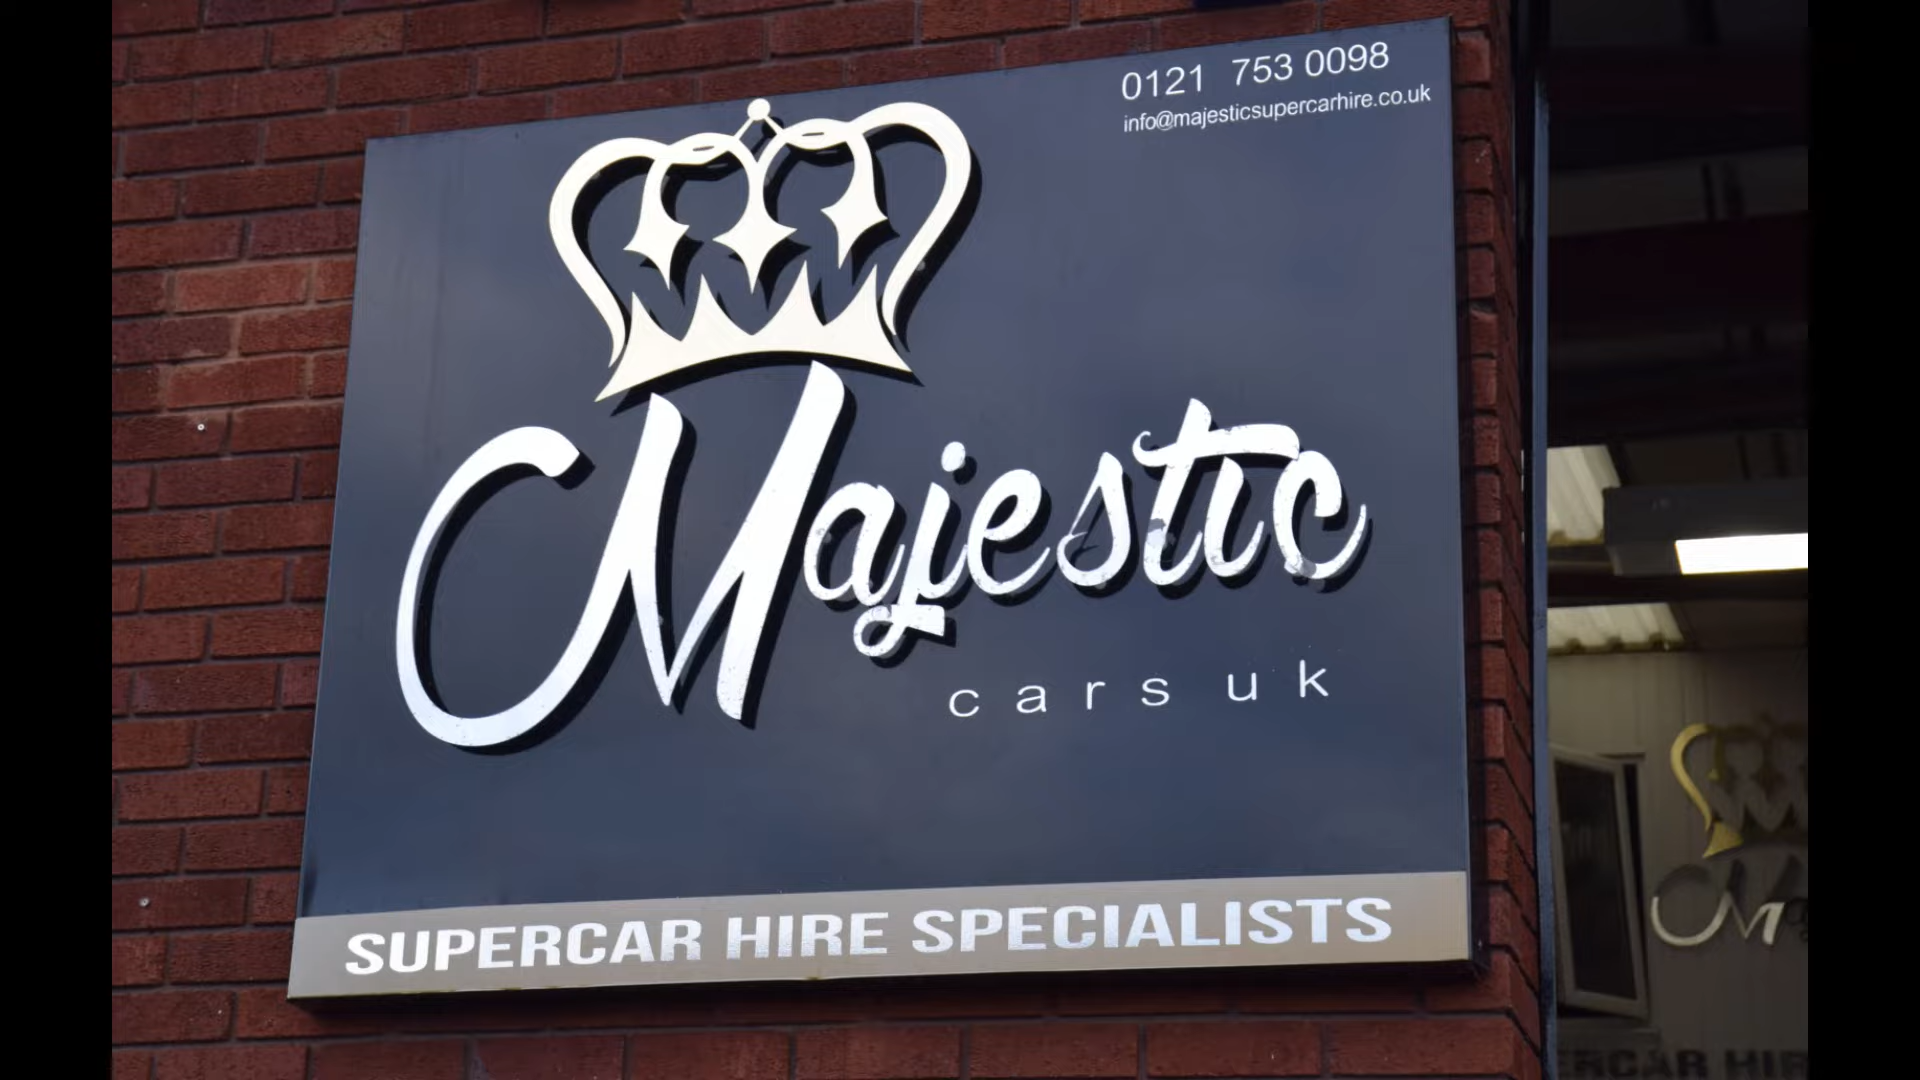 0121 753 0098
info@majesticsupercarhire.co.uk
Majestic
cars uk
SUPERCAR HIRE SPECIALISTS